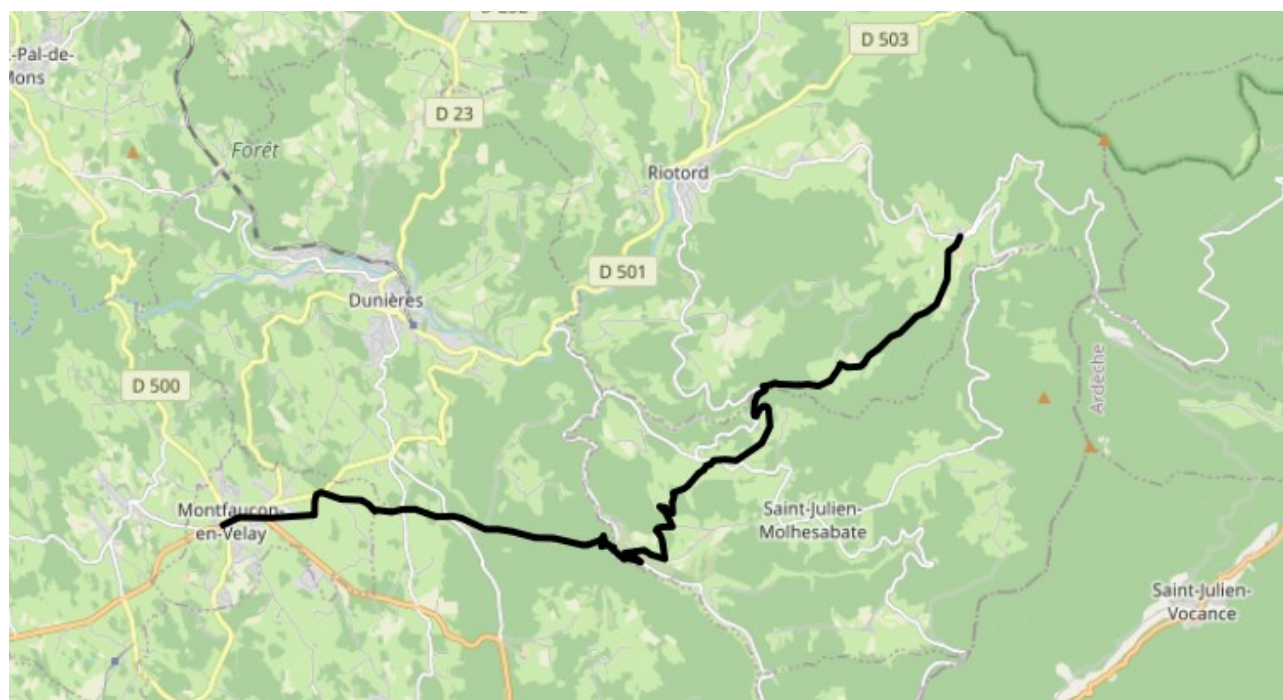 D 503
-Pal-de-
Mons
D 23
Forêt
Riotord
D 501
Dunières
D 500
Ardèche
Montfaucon-
en-Velay
Saint-Julien-
Molhesabate
Saint-Julien-
Vocance